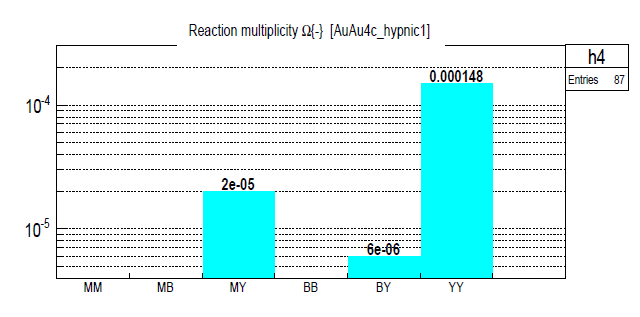 Reaction multiplicity Ω{-} [AuAu4c_hypnic1]
h4
Entries 87
0.000148
10-4
2e-05
10-5
6e-06
MM MB MY BB BY YY